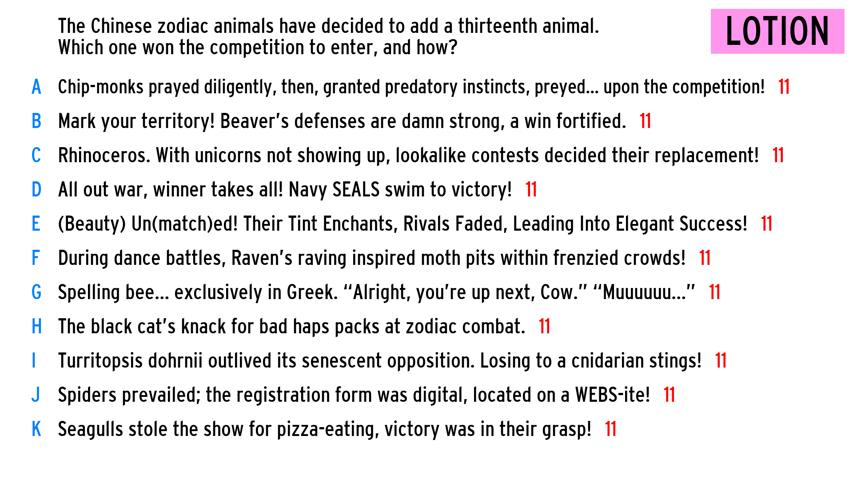 The Chinese zodiac animals have decided to add a thirteenth animal.
Which one won the competition to enter, and how?
LOTION
A Chip-monks prayed diligently, then, granted predatory instincts, preyed... upon the competition! 11
B Mark your territory! Beaver's defenses are damn strong, a win fortified. 11
C Rhinoceros. With unicorns not showing up, lookalike contests decided their replacement! 11
D All out war, winner takes all! Navy SEALS swim to victory! 11
E (Beauty) Un(match)ed! Their Tint Enchants, Rivals Faded, Leading Into Elegant Success! 11
F During dance battles, Raven's raving inspired moth pits within frenzied crowds! 11
G Spelling bee... exclusively in Greek. “Alright, you're up next, Cow.” “Muuuuuu...” 11
H The black cat's knack for bad haps packs at zodiac combat. 11
I Turritopsis dohrnii outlived its senescent opposition. Losing to a cnidarian stings! 11
J Spiders prevailed; the registration form was digital, located on a WEBS-ite! 11
K Seagulls stole the show for pizza-eating, victory was in their grasp! 11